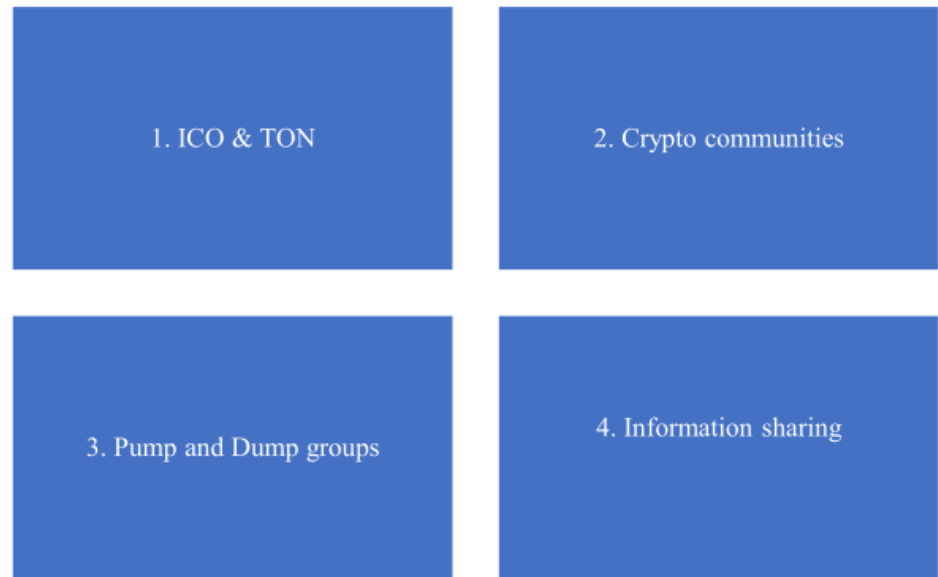 1. ICO & TON
2. Crypto communities
3. Pump and Dump groups
4. Information sharing